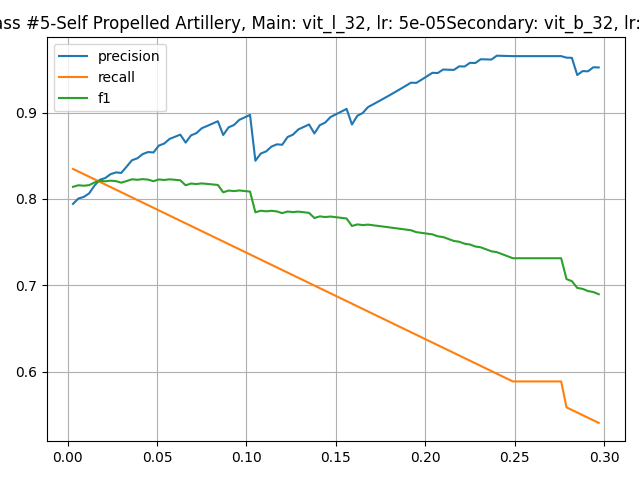 ass #5-Self Propelled Artillery, Main: vit_l_32, lr: 5e-05Secondary: vit_b_32, lr:
precision
recall
f1
0.9
0.8
0.7
0.6
0.00 0.05 0.10 0.15 0.20 0.25 0.30